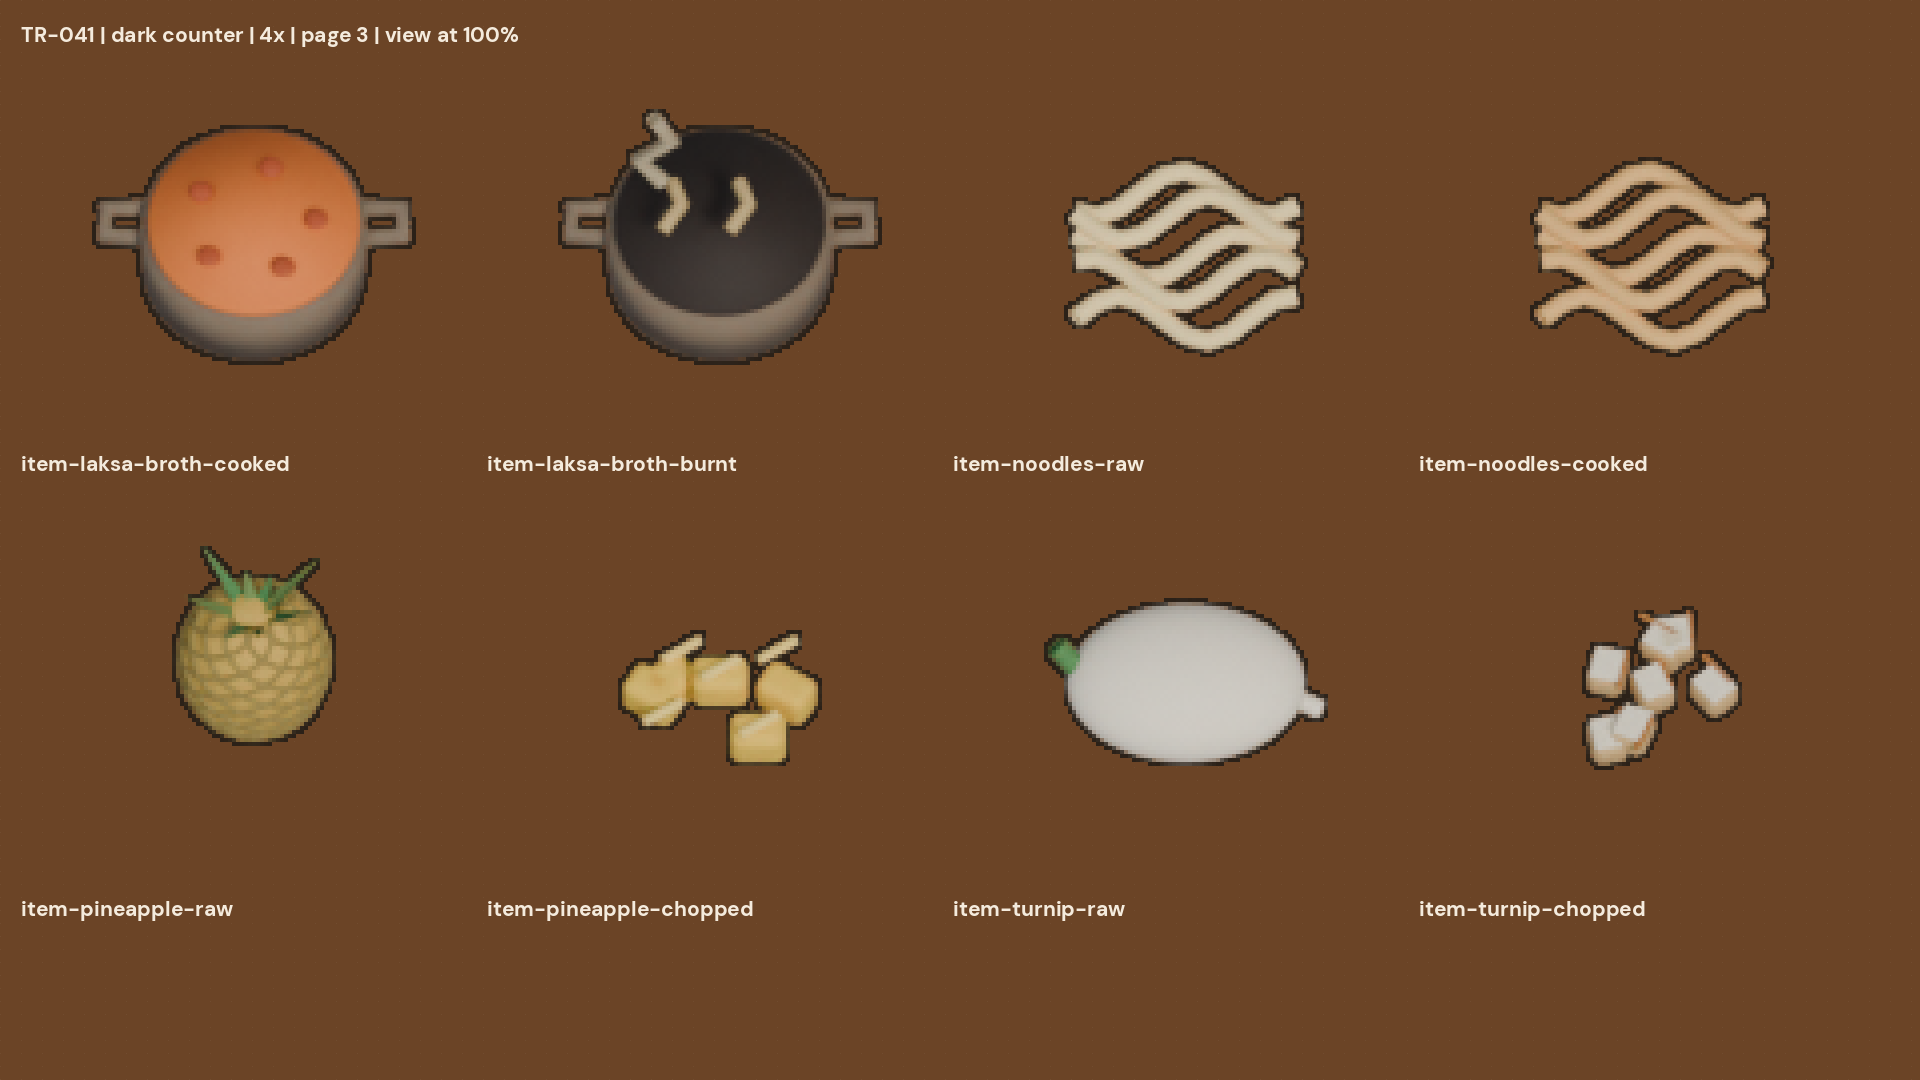 TR-041 | dark counter | 4x | page 3 | view at 100%
item-laksa-broth-cooked
item-laksa-broth-burnt
item-noodles-raw
item-noodles-cooked
item-pineapple-raw
item-pineapple-chopped
item-turnip-raw
item-turnip-chopped